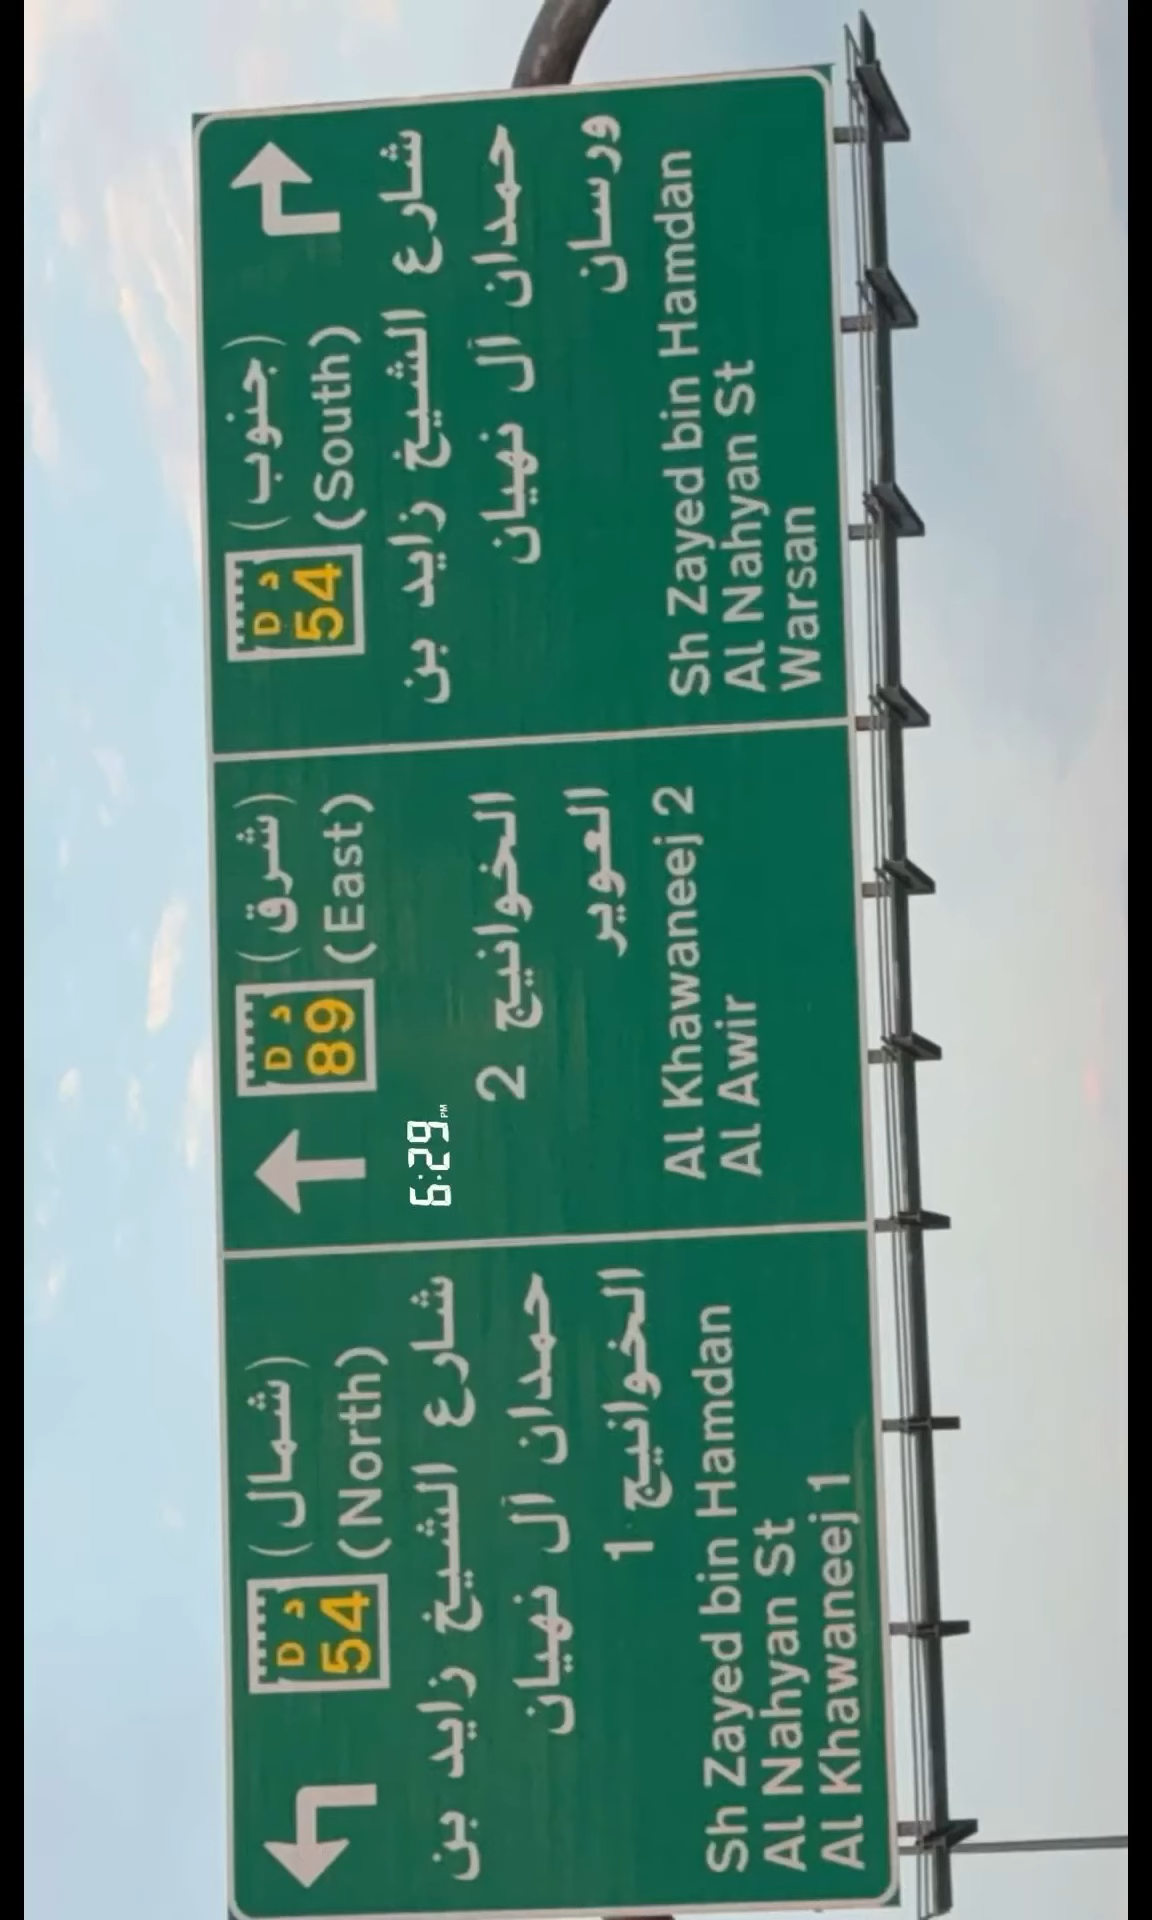 د D
54
(شمال)
(North)
شارع الشيخ زايد بن
حمدان آل نهيان
الخوانيج 1
Sh Zayed bin Hamdan
Al Nahyan St
Al Khawaneej 1
د D
89
(شرق)
(East)
6:29 PM
الخوانيج 2
العوير
Al Khawaneej 2
Al Awir
د D
54
(جنوب)
(South)
شارع الشيخ زايد بن
حمدان آل نهيان
ورسان
Sh Zayed bin Hamdan
Al Nahyan St
Warsan